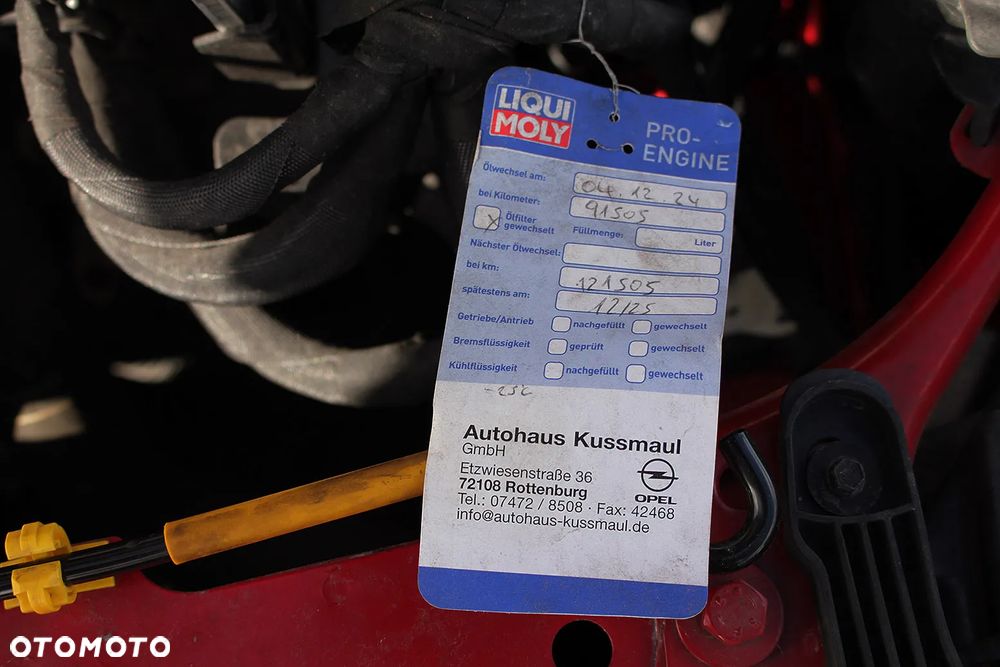 LIQUI
MOLY
PRO-
ENGINE
Ölwechsel am: 04.12.24
bei Kilometer: 91505
x Ölfilter
gewechselt
Füllmenge: Liter
Nächster Ölwechsel:
bei km: 121505
spätestens am: 12/25
Getriebe/Antrieb nachgefüllt gewechselt
Bremsflüssigkeit geprüft gewechselt
Kühlflüssigkeit nachgefüllt gewechselt
Autohaus Kussmaul
GmbH
Etzwiesenstraße 36
72108 Rottenburg
OPEL
Tel.: 07472 / 8508 · Fax: 42468
info@autohaus-kussmaul.de
OTOMOTO